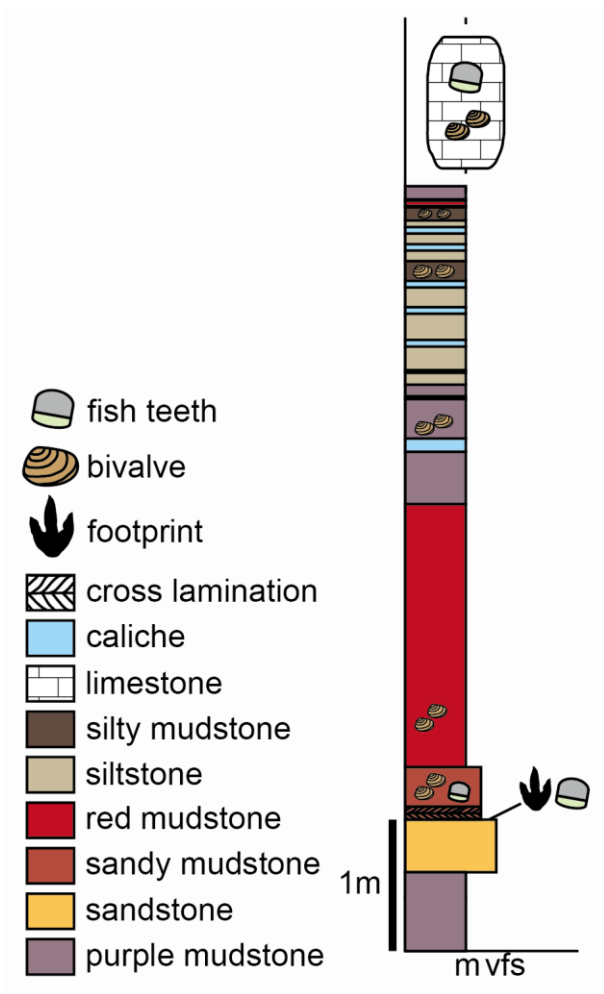 fish teeth
bivalve
footprint
cross lamination
caliche
limestone
silty mudstone
siltstone
red mudstone
sandy mudstone
sandstone
purple mudstone
1m
m vfs